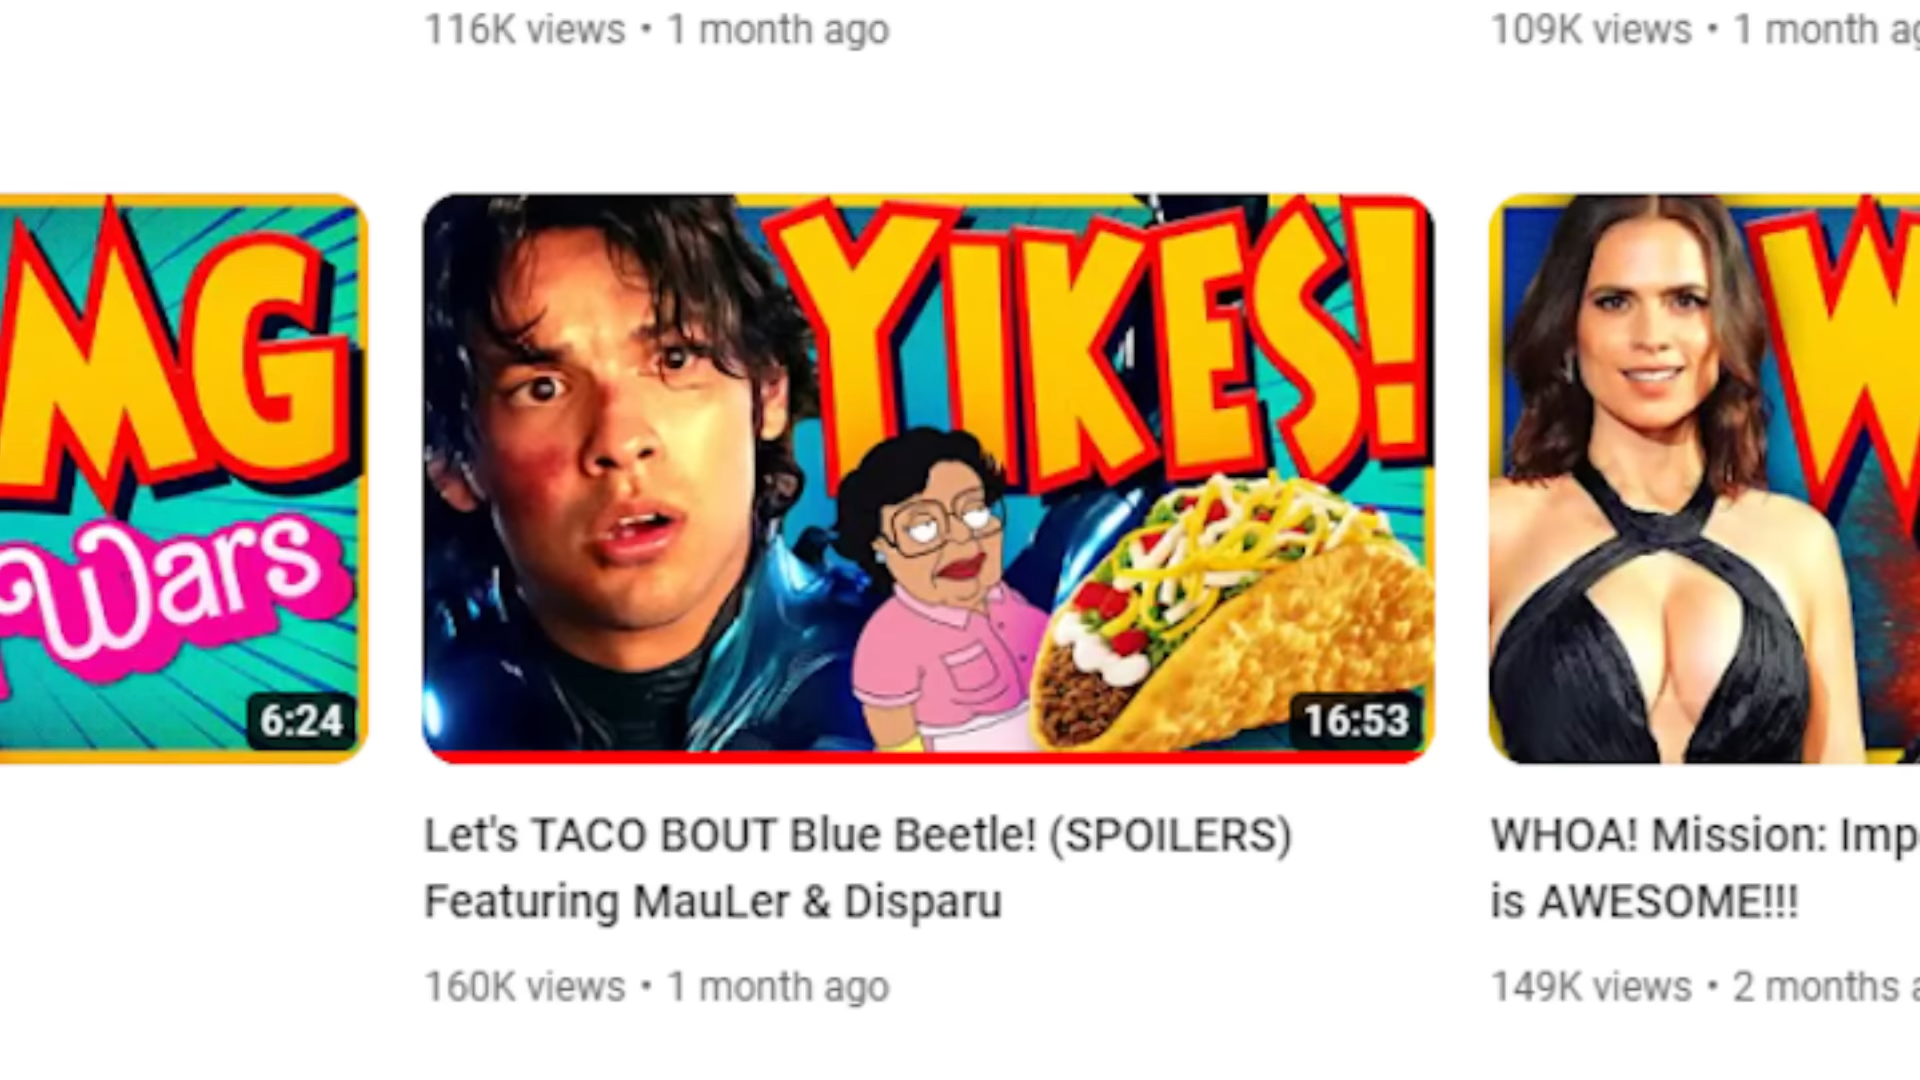 116K views • 1 month ago
109K views • 1 month ag
MG
Wars
6:24
YIKES!
16:53
W
Let's TACO BOUT Blue Beetle! (SPOILERS)
Featuring MauLer & Disparu
160K views • 1 month ago
WHOA! Mission: Imp
is AWESOME!!!
149K views • 2 months a